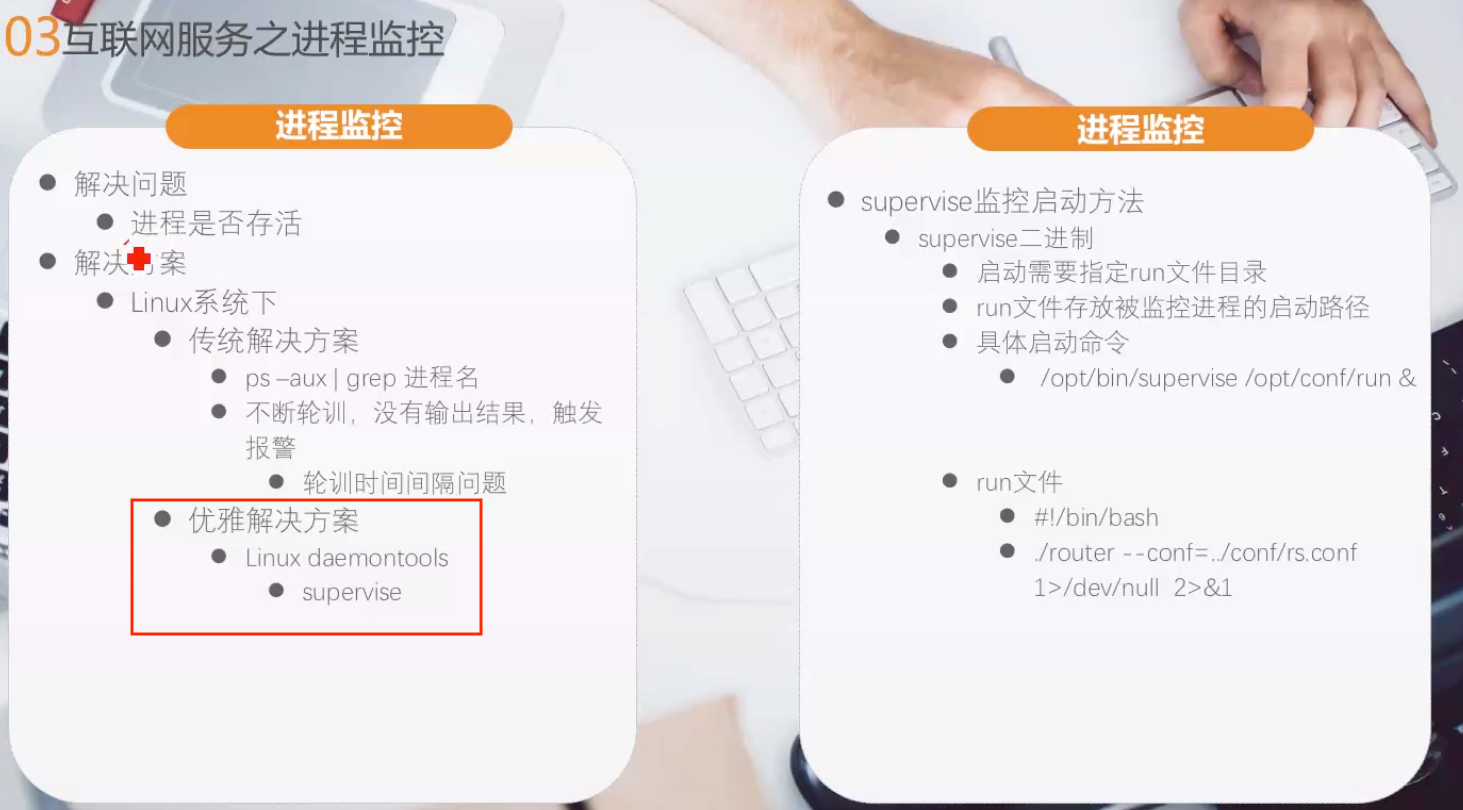 03互联网服务之进程监控
进程监控
解决问题
进程是否存活
解决 案
Linux系统下
传统解决方案
ps –aux | grep 进程名
不断轮训，没有输出结果，触发
报警
轮训时间间隔问题
优雅解决方案
Linux daemontools
supervise
进程监控
supervise监控启动方法
supervise二进制
启动需要指定run文件目录
run文件存放被监控进程的启动路径
具体启动命令
/opt/bin/supervise /opt/conf/run &
run文件
#!/bin/bash
./router --conf=../conf/rs.conf
1>/dev/null 2>&1